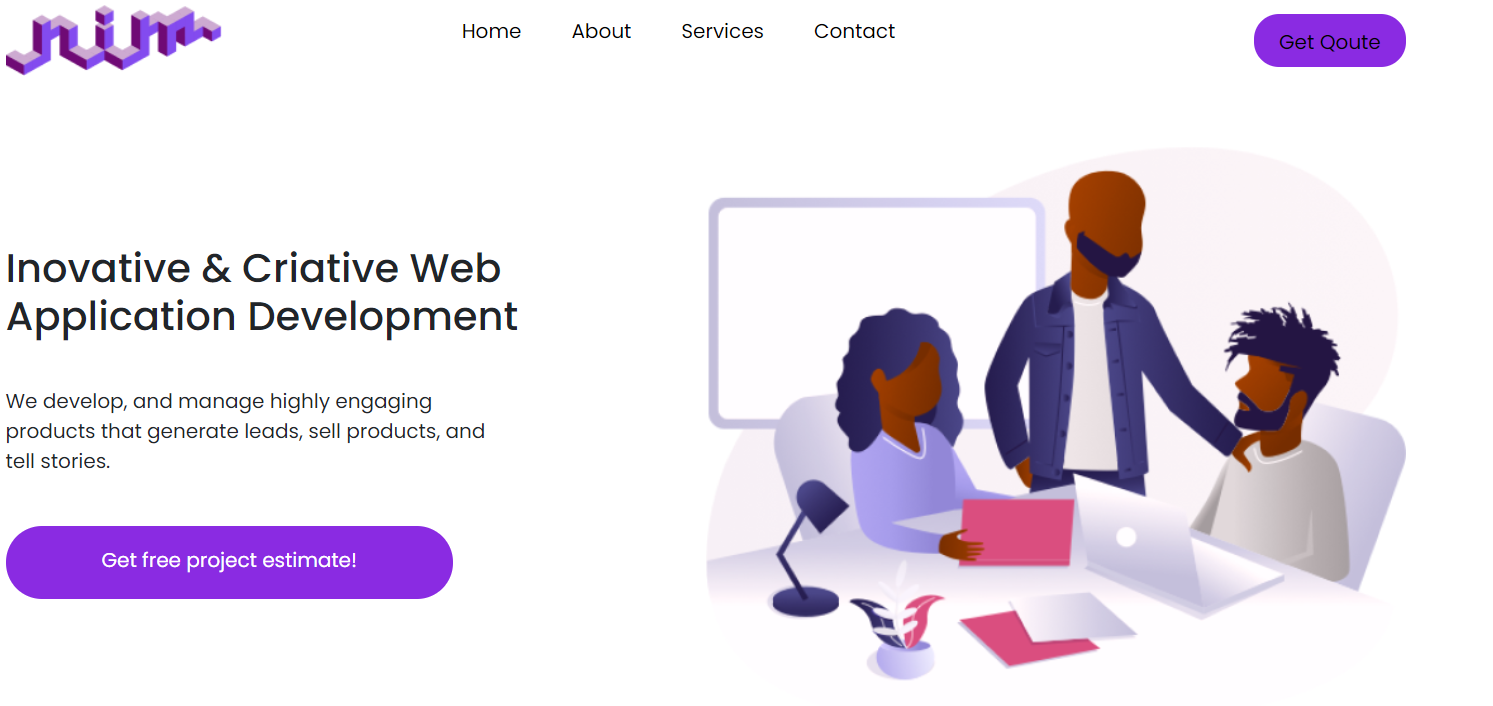 Home About Services Contact Get Qoute
Inovative & Criative Web
Application Development
We develop, and manage highly engaging
products that generate leads, sell products, and
tell stories.
Get free project estimate!